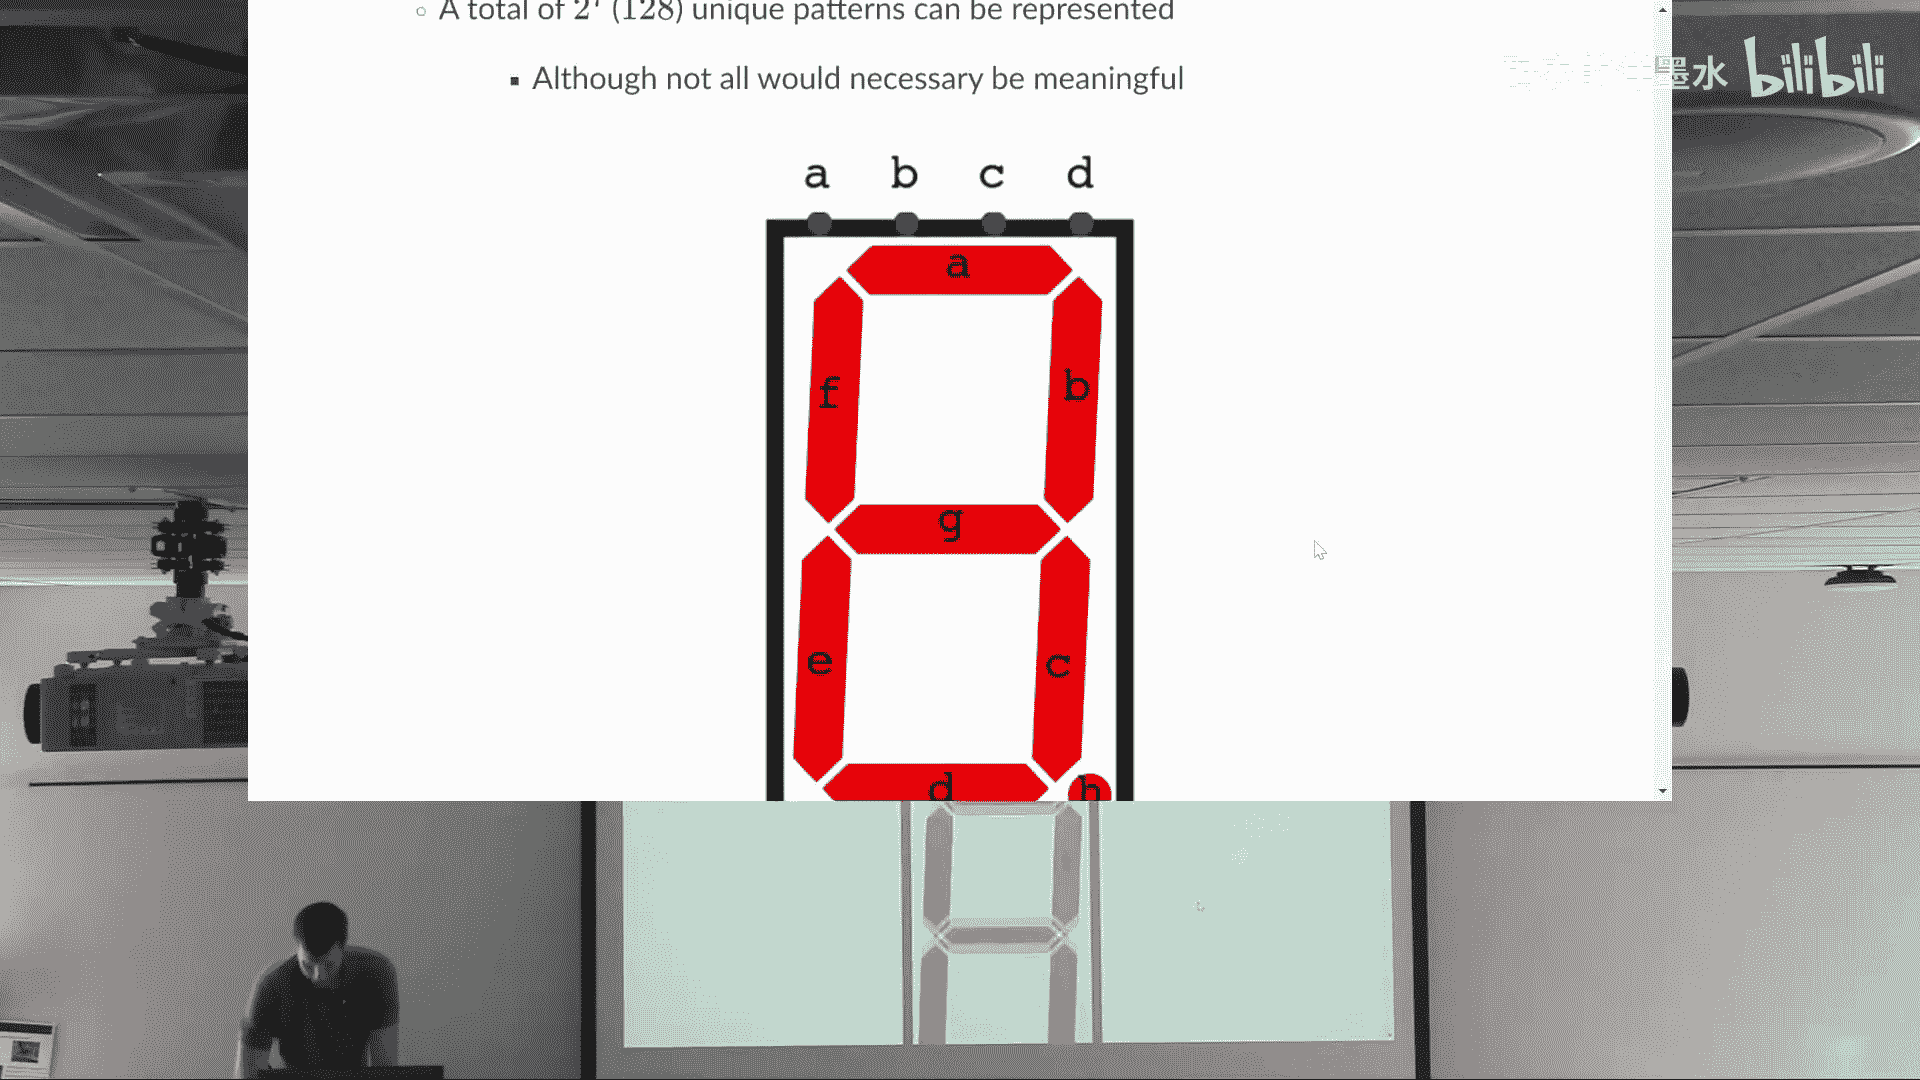 A total of 2⁷ (128) unique patterns can be represented
Although not all would necessary be meaningful
墨水 bilibili
a b c d
a
f b
g
e c
d h